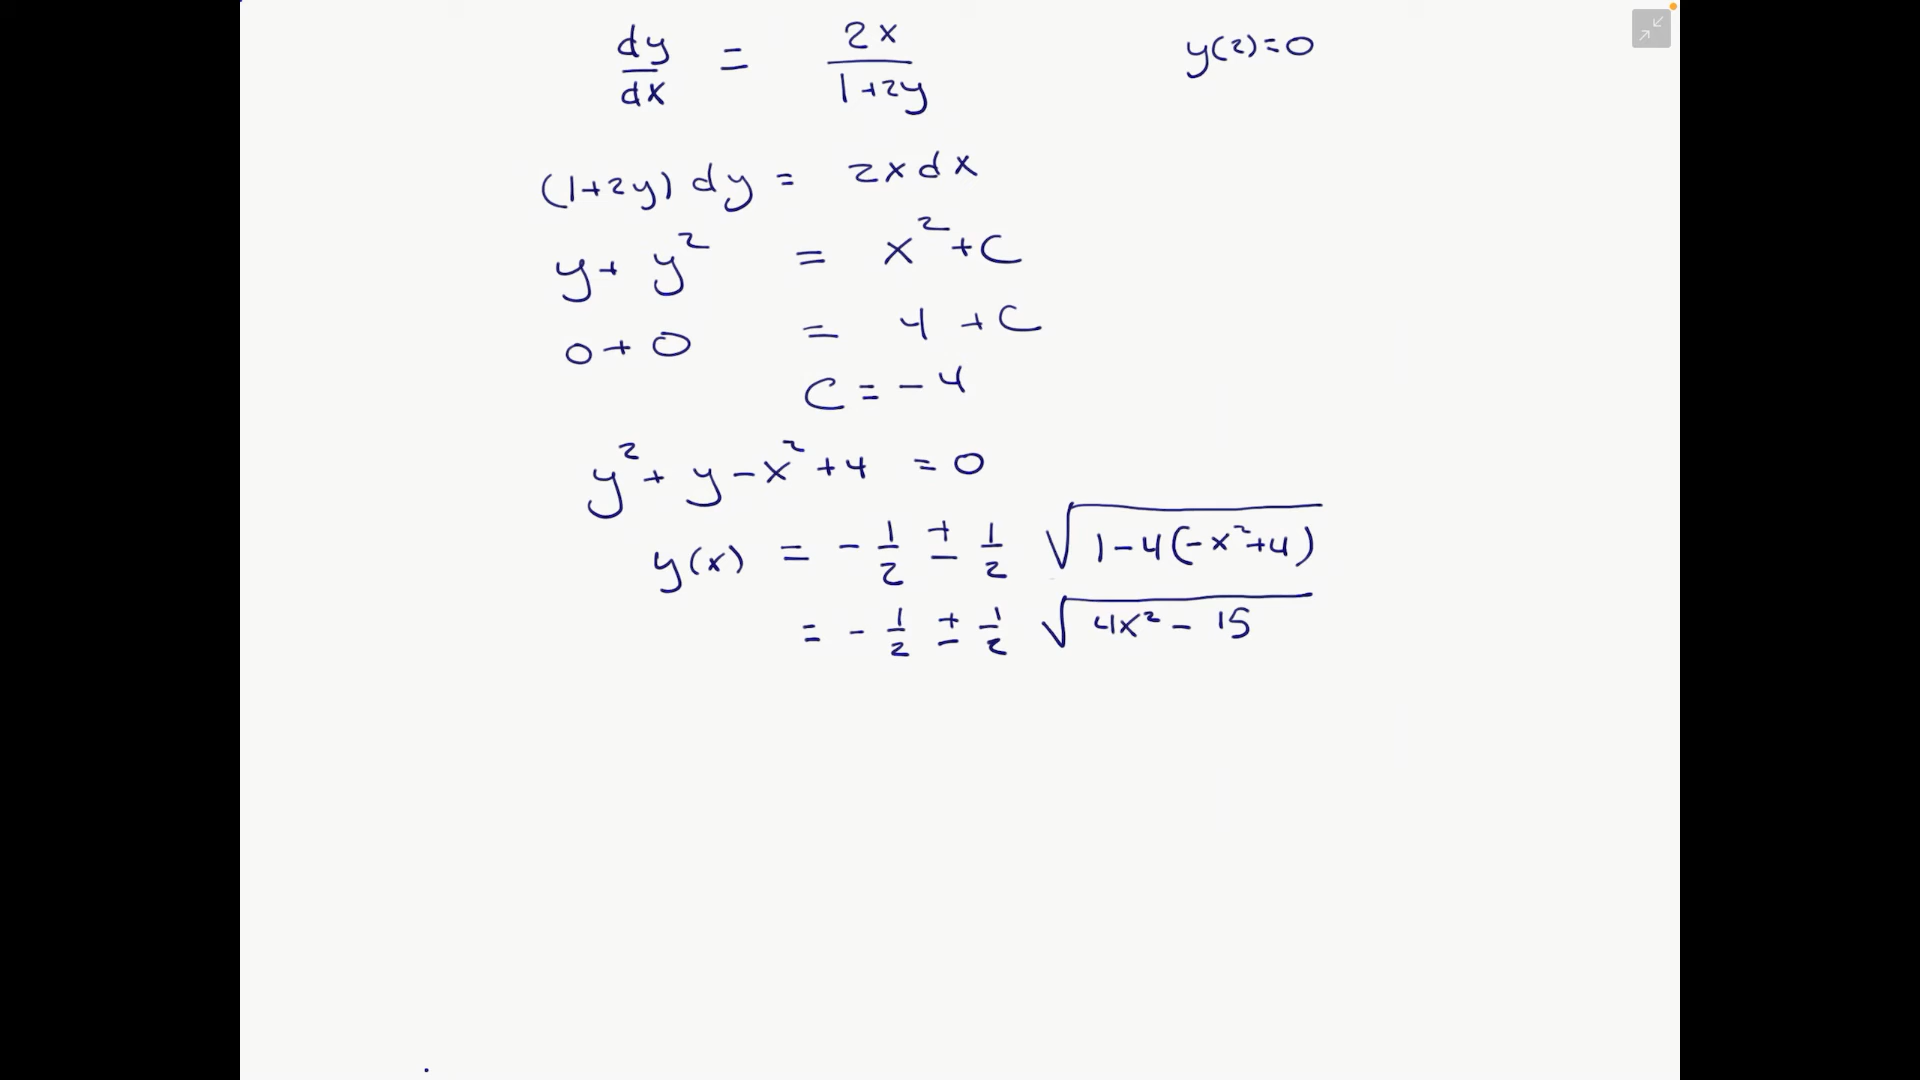 dy/dx = 2x/(1+2y)    y(2)=0
(1+2y) dy = 2x dx
y + y² = x² + C
0 + 0 = 4 + C
C = -4
y² + y - x² + 4 = 0
y(x) = - 1/2 ± 1/2 √(1-4(-x²+4))
= - 1/2 ± 1/2 √(4x² - 15)